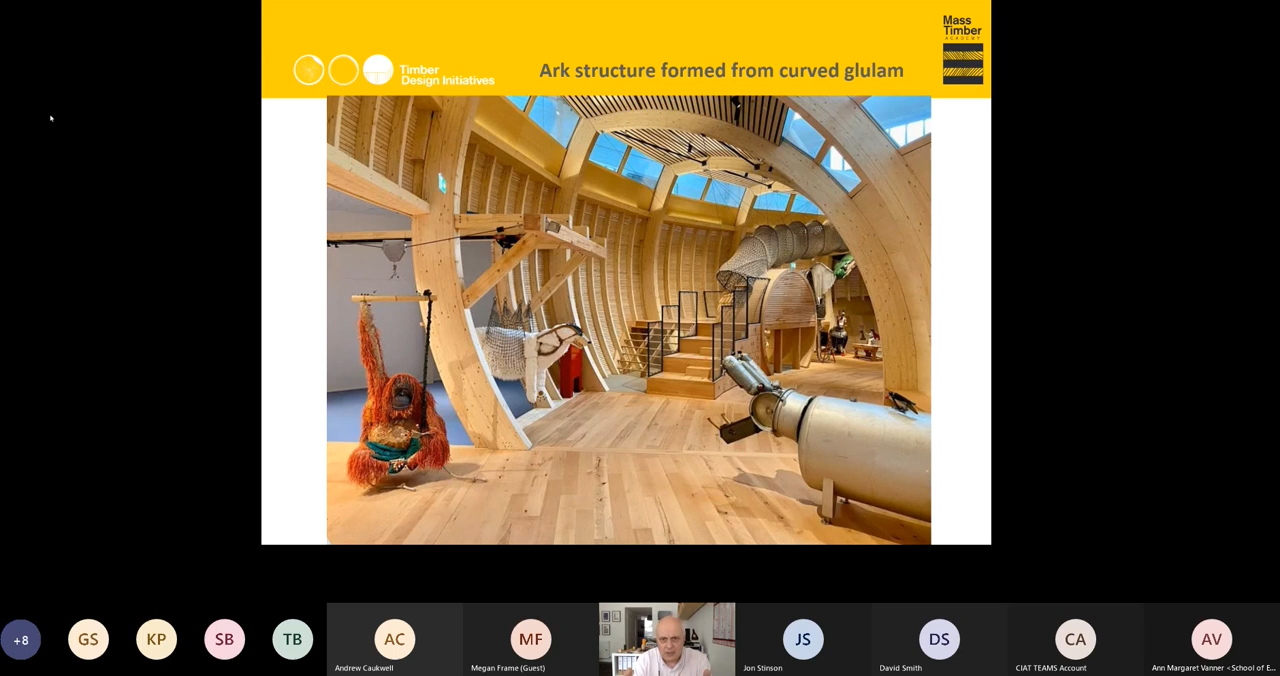 Mass
Timber
ACADEMY
Timber
Design Initiatives
Ark structure formed from curved glulam
+8
GS
KP
SB
TB
AC
MF
JS
DS
CA
AV
Andrew Caukwell
Megan Frame (Guest)
Jon Stinson
David Smith
CIAT TEAMS Account
Ann Margaret Vanner <School of E...